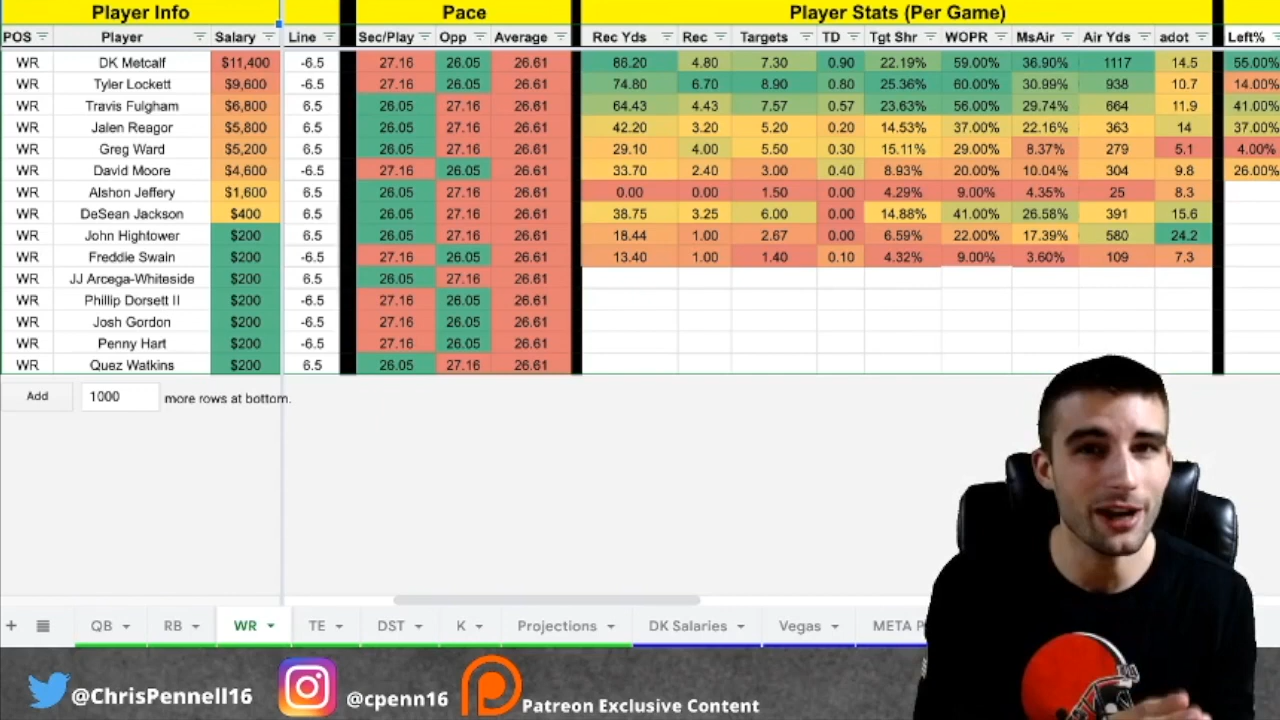 Player Info Pace Player Stats (Per Game)
POS Player Salary Line Sec/Play Opp Average Rec Yds Rec Targets TD Tgt Shr WOPR MsAir Air Yds adot Left%
WR DK Metcalf $11,400 -6.5 27.16 26.05 26.61 86.20 4.80 7.30 0.90 22.19% 59.00% 36.90% 1117 14.5 55.00%
WR Tyler Lockett $9,600 -6.5 27.16 26.05 26.61 74.80 6.70 8.90 0.80 25.36% 60.00% 30.99% 938 10.7 14.00%
WR Travis Fulgham $6,800 6.5 26.05 27.16 26.61 64.43 4.43 7.57 0.57 23.63% 56.00% 29.74% 664 11.9 41.00%
WR Jalen Reagor $5,800 6.5 26.05 27.16 26.61 42.20 3.20 5.20 0.20 14.53% 37.00% 22.16% 363 14 37.00%
WR Greg Ward $5,200 6.5 26.05 27.16 26.61 29.10 4.00 5.50 0.30 15.11% 29.00% 8.37% 279 5.1 4.00%
WR David Moore $4,600 -6.5 27.16 26.05 26.61 33.70 2.40 3.00 0.40 8.93% 20.00% 10.04% 304 9.8 26.00%
WR Alshon Jeffery $1,600 6.5 26.05 27.16 26.61 0.00 0.00 1.50 0.00 4.29% 9.00% 4.35% 25 8.3
WR DeSean Jackson $400 6.5 26.05 27.16 26.61 38.75 3.25 6.00 0.00 14.88% 41.00% 26.58% 391 15.6
WR John Hightower $200 6.5 26.05 27.16 26.61 18.44 1.00 2.67 0.00 6.59% 22.00% 17.39% 580 24.2
WR Freddie Swain $200 -6.5 27.16 26.05 26.61 13.40 1.00 1.40 0.10 4.32% 9.00% 3.60% 109 7.3
WR JJ Arcega-Whiteside $200 6.5 26.05 27.16 26.61
WR Phillip Dorsett II $200 -6.5 27.16 26.05 26.61
WR Josh Gordon $200 -6.5 27.16 26.05 26.61
WR Penny Hart $200 -6.5 27.16 26.05 26.61
WR Quez Watkins $200 6.5 26.05 27.16 26.61
Add 1000 more rows at bottom.
+ QB RB WR TE DST K Projections DK Salaries Vegas META P
@ChrisPennell16 @cpenn16 Patreon Exclusive Content